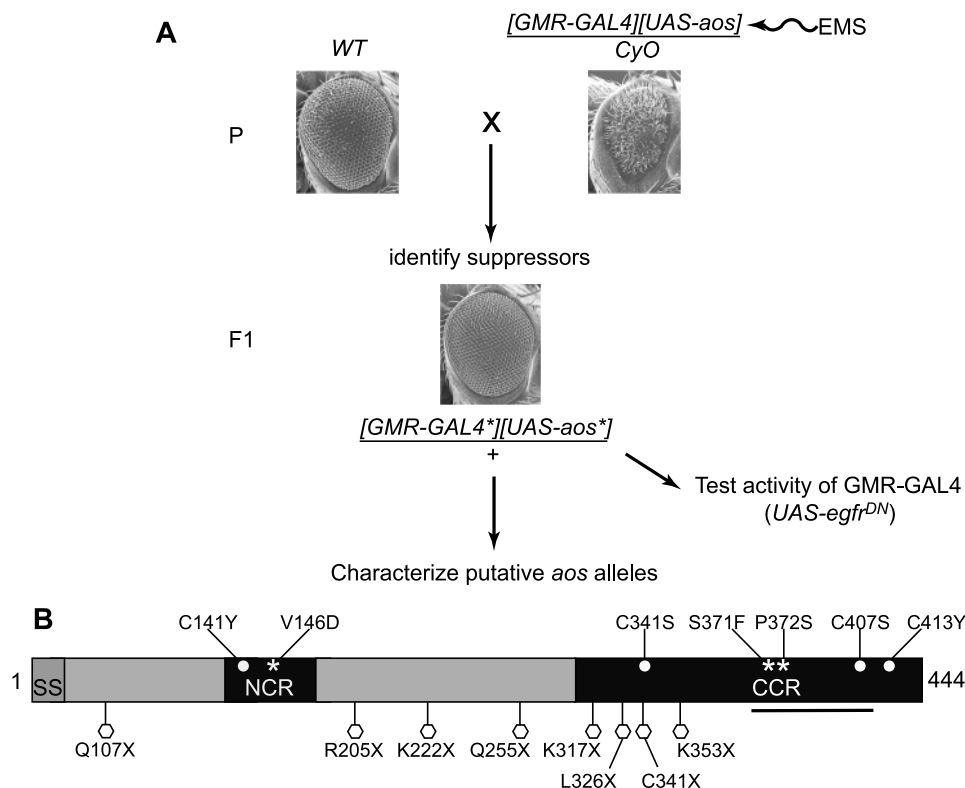 A
[GMR-GAL4][UAS-aos]
EMS
WT
CyO
P
X
identify suppressors
F1
[GMR-GAL4*][UAS-aos*]
+
Test activity of GMR-GAL4
(UAS-egfrDN)
Characterize putative aos alleles
B
C141Y V146D C341S S371F P372S C407S C413Y
* **
1 SS NCR CCR 444
Q107X R205X K222X Q255X K317X K353X
L326X C341X